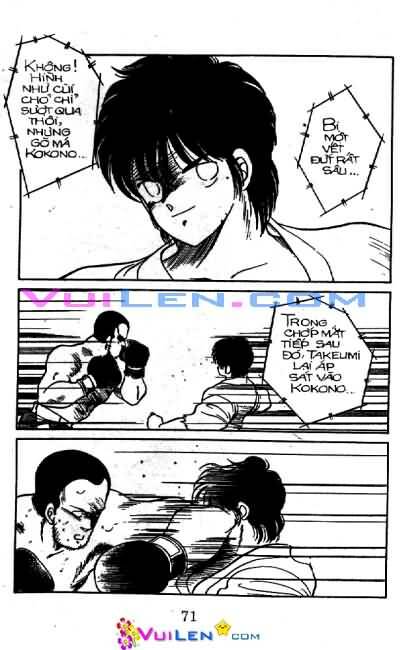 KHÔNG!
HÌNH
NHƯ CÙI
CHỎ CHỈ
SƯỢT QUA
THÔI,
NHƯNG
GÒ MÁ
KOKONO...
BỊ
MỘT
VẾT
ĐỨT RẤT
SÂU...
VUILEN.COM
TRONG
CHỚP MẮT
TIẾP SAU
ĐÓ, TAKEUMI
LẠI ÁP
SÁT VÀO
KOKONO...
71
VUILEN.COM